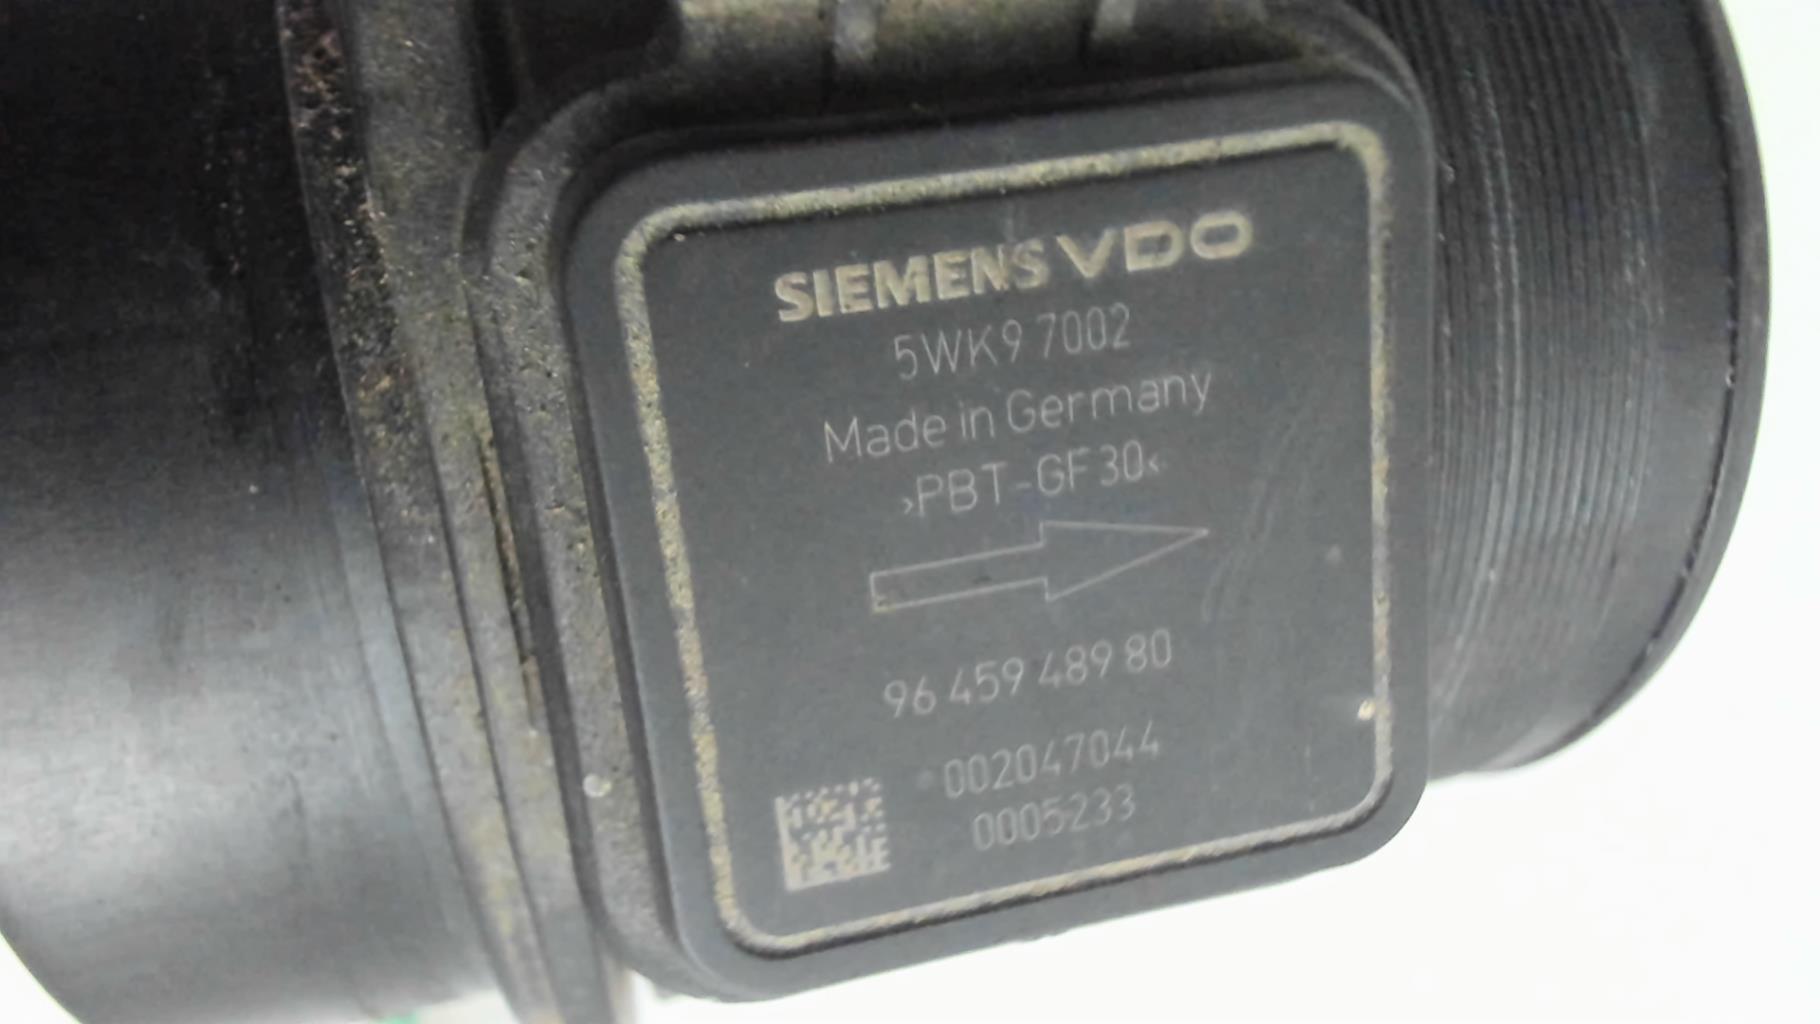 SIEMENS VDO
5WK9 7002
Made in Germany
›PBT-GF30‹
96 459 489 80
002047044
0005233